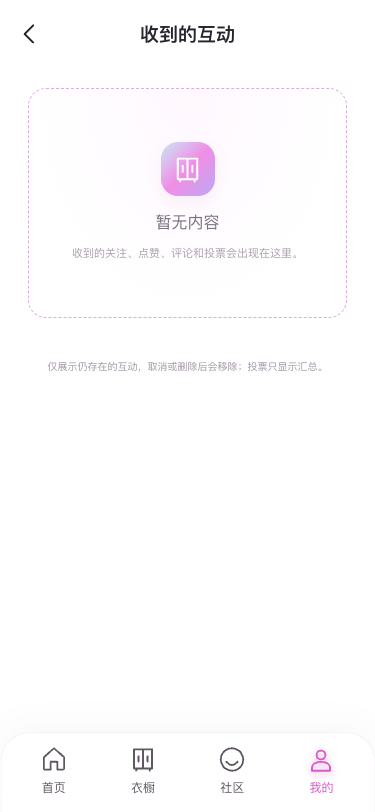 收到的互动
暂无内容
收到的关注、点赞、评论和投票会出现在这里。
仅展示仍存在的互动，取消或删除后会移除；投票只显示汇总。
首页
衣橱
社区
我的